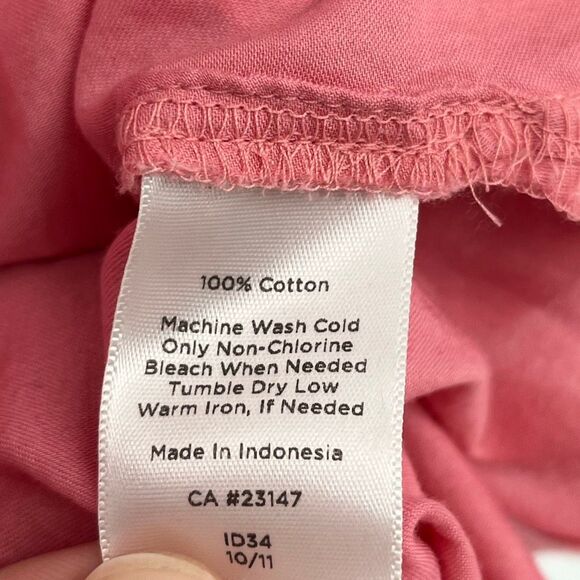 100% Cotton
Machine Wash Cold
Only Non-Chlorine
Bleach When Needed
Tumble Dry Low
Warm Iron, If Needed
Made In Indonesia
CA #23147
ID34
10/11